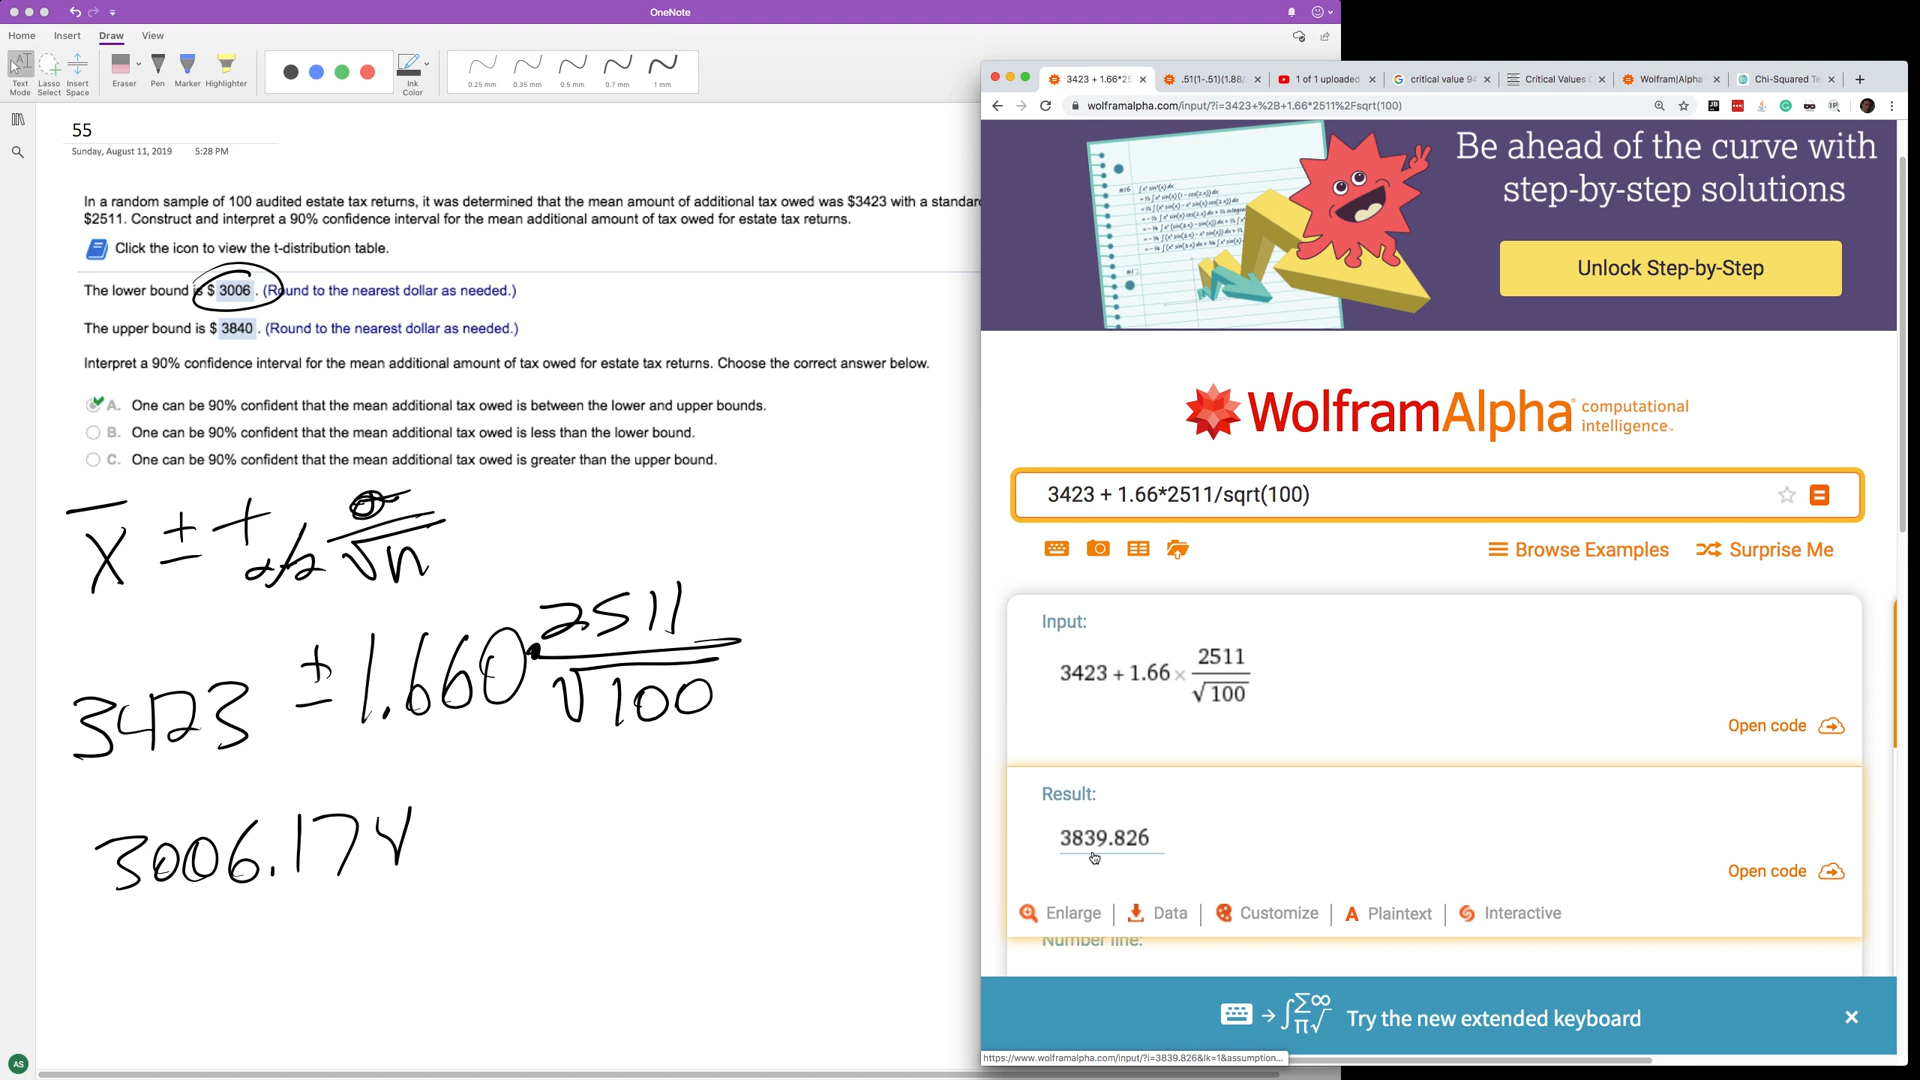 OneNote
Home Insert Draw View
Text Mode
Lasso Select
Insert Space
Eraser
Pen
Marker
Highlighter
Ink Color
0.25 mm
0.35 mm
0.5 mm
0.7 mm
1 mm
55
Sunday, August 11, 2019 5:28 PM
In a random sample of 100 audited estate tax returns, it was determined that the mean amount of additional tax owed was $3423 with a standard
$2511. Construct and interpret a 90% confidence interval for the mean additional amount of tax owed for estate tax returns.
Click the icon to view the t-distribution table.
The lower bound is $ 3006 . (Round to the nearest dollar as needed.)
The upper bound is $ 3840 . (Round to the nearest dollar as needed.)
Interpret a 90% confidence interval for the mean additional amount of tax owed for estate tax returns. Choose the correct answer below.
A. One can be 90% confident that the mean additional tax owed is between the lower and upper bounds.
B. One can be 90% confident that the mean additional tax owed is less than the lower bound.
C. One can be 90% confident that the mean additional tax owed is greater than the upper bound.
x̄ ± t α/2 σ/√n
3423 ± 1.660 · 2511/√100
3006.174
AS
3423 + 1.66*25
.51(1-.51)(1.88/
1 of 1 uploaded
critical value 94
Critical Values
Wolfram|Alpha
Chi-Squared Te
wolframalpha.com/input/?i=3423+%2B+1.66*2511%2Fsqrt(100)
Be ahead of the curve with
step-by-step solutions
Unlock Step-by-Step
WolframAlpha computational intelligence
3423 + 1.66*2511/sqrt(100)
Browse Examples
Surprise Me
Input:
3423 + 1.66 × 2511/√100
Open code
Result:
3839.826
Open code
Enlarge | Data | Customize | A Plaintext | Interactive
Number line:
Try the new extended keyboard
https://www.wolframalpha.com/input/?i=3839.826&lk=1&assumption...